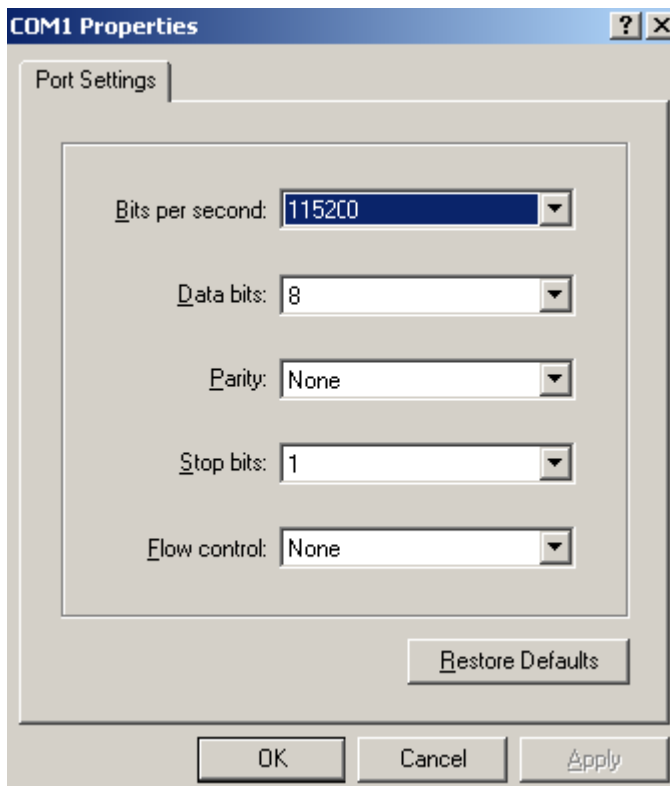 COM1 Properties
Port Settings
Bits per second: 115200
Data bits: 8
Parity: None
Stop bits: 1
Flow control: None
Restore Defaults
OK Cancel Apply